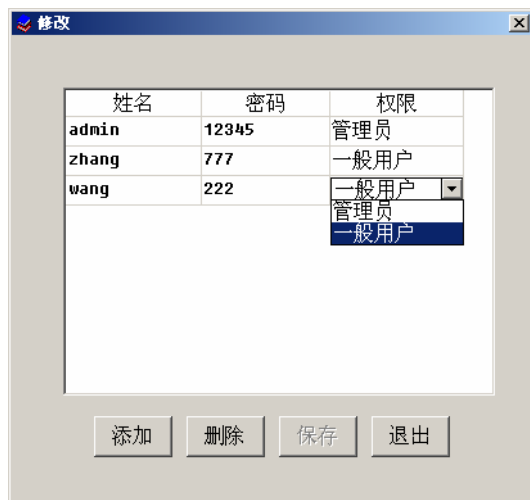 修改
姓名 密码 权限
admin 12345 管理员
zhang 777 一般用户
wang 222 一般用户
管理员
一般用户
添加 删除 保存 退出